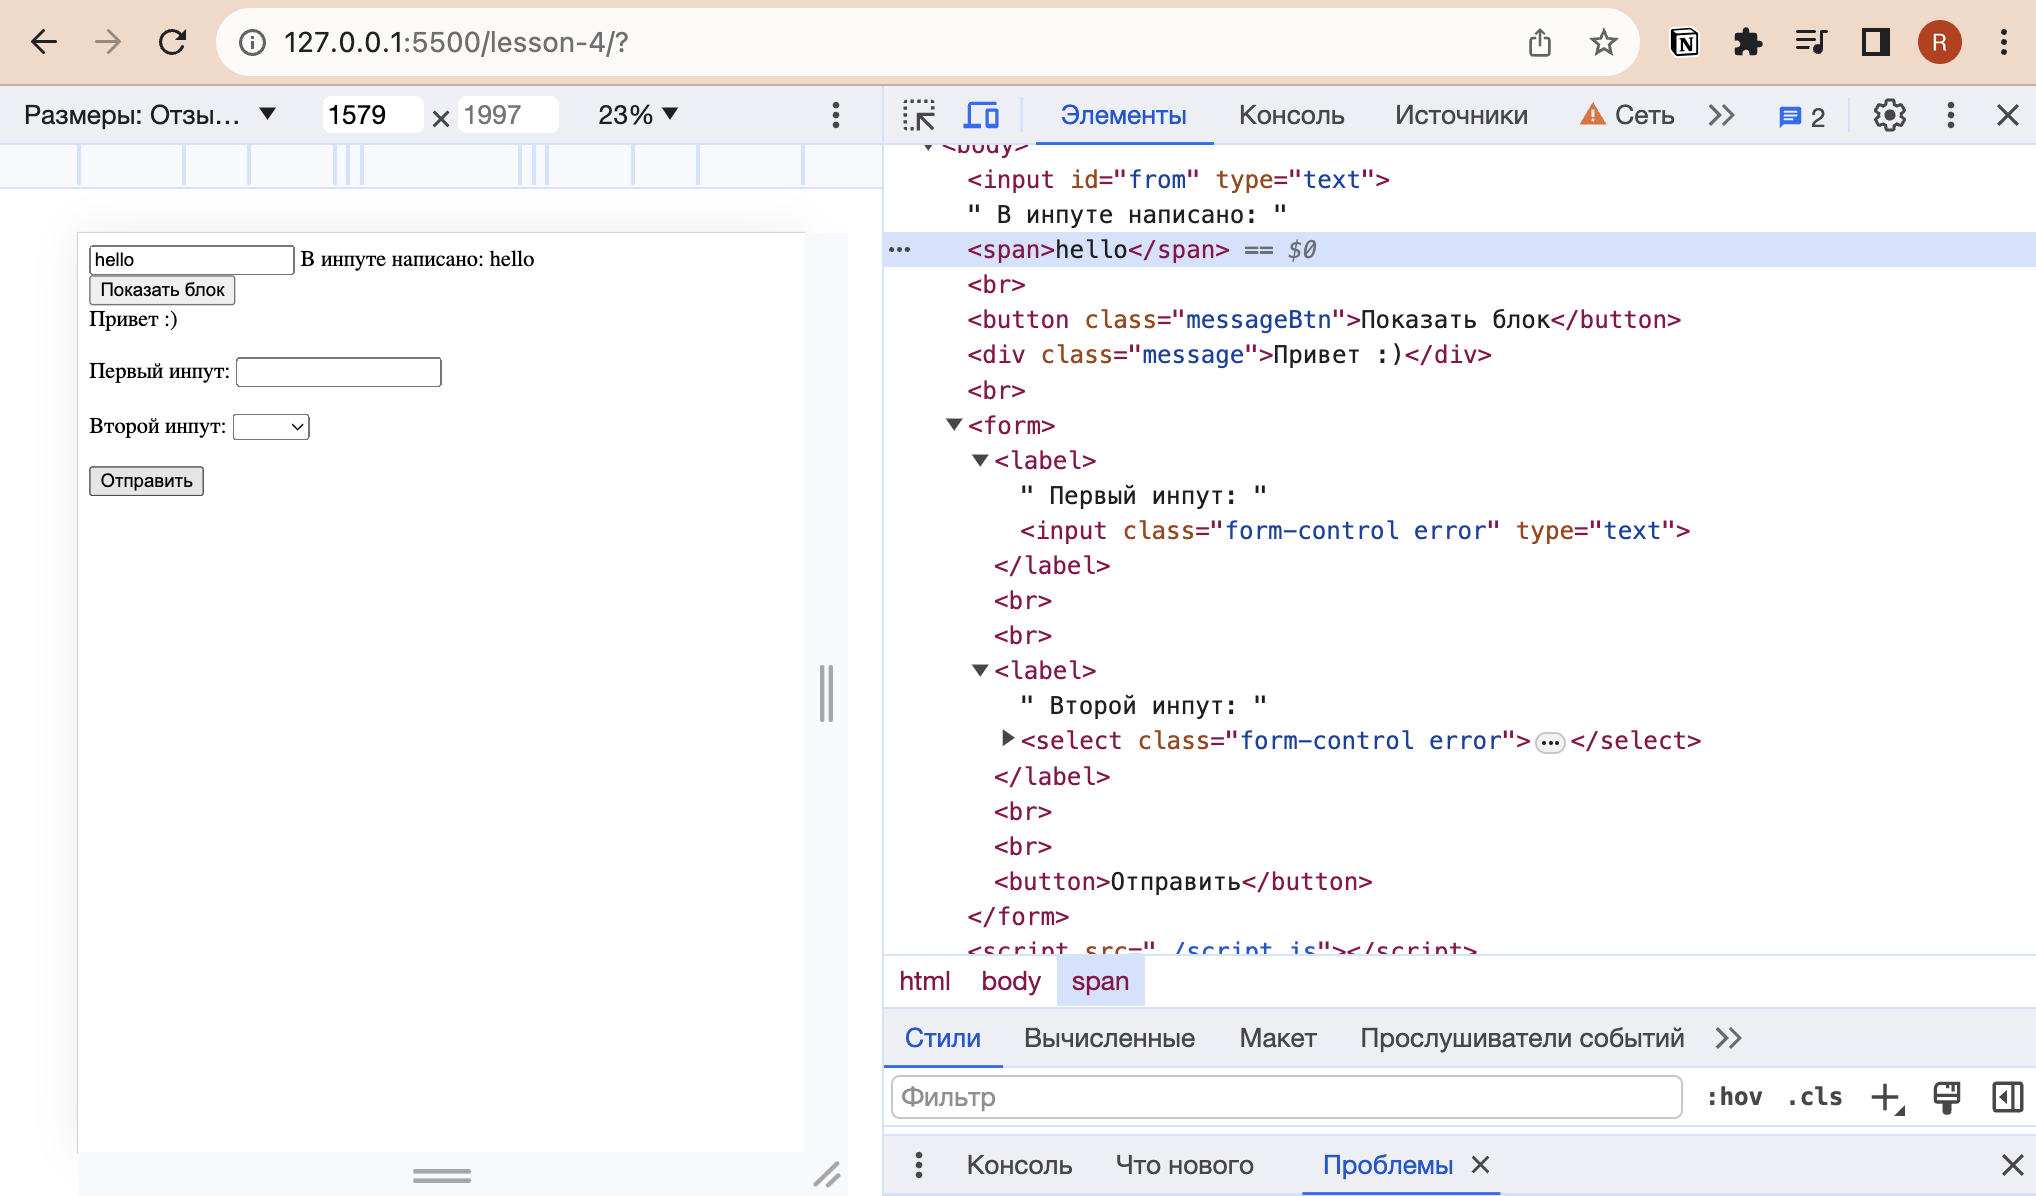 127.0.0.1:5500/lesson-4/?
R
Размеры: Отзы... 1579 × 1997 23%
Элементы Консоль Источники Сеть 2
hello В инпуте написано: hello
Показать блок
Привет :)
Первый инпут:
Второй инпут:
Отправить
<body>
<input id="from" type="text">
" В инпуте написано: "
<span>hello</span> == $0
<br>
<button class="messageBtn">Показать блок</button>
<div class="message">Привет :)</div>
<br>
<form>
<label>
" Первый инпут: "
<input class="form-control error" type="text">
</label>
<br>
<br>
<label>
" Второй инпут: "
<select class="form-control error">…</select>
</label>
<br>
<br>
<button>Отправить</button>
</form>
<script src="./script.js"></script>
html body span
Стили Вычисленные Макет Прослушиватели событий
Фильтр :hov .cls
Консоль Что нового Проблемы